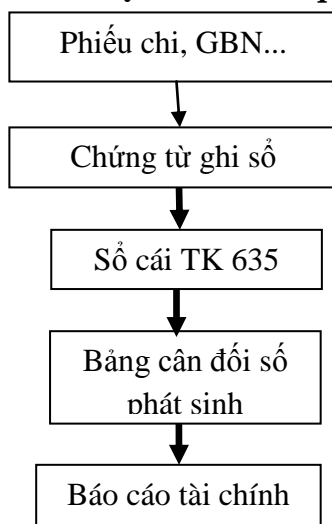 Phiếu chi, GBN...
Chứng từ ghi sổ
Sổ cái TK 635
Bảng cân đối số
phát sinh
Báo cáo tài chính